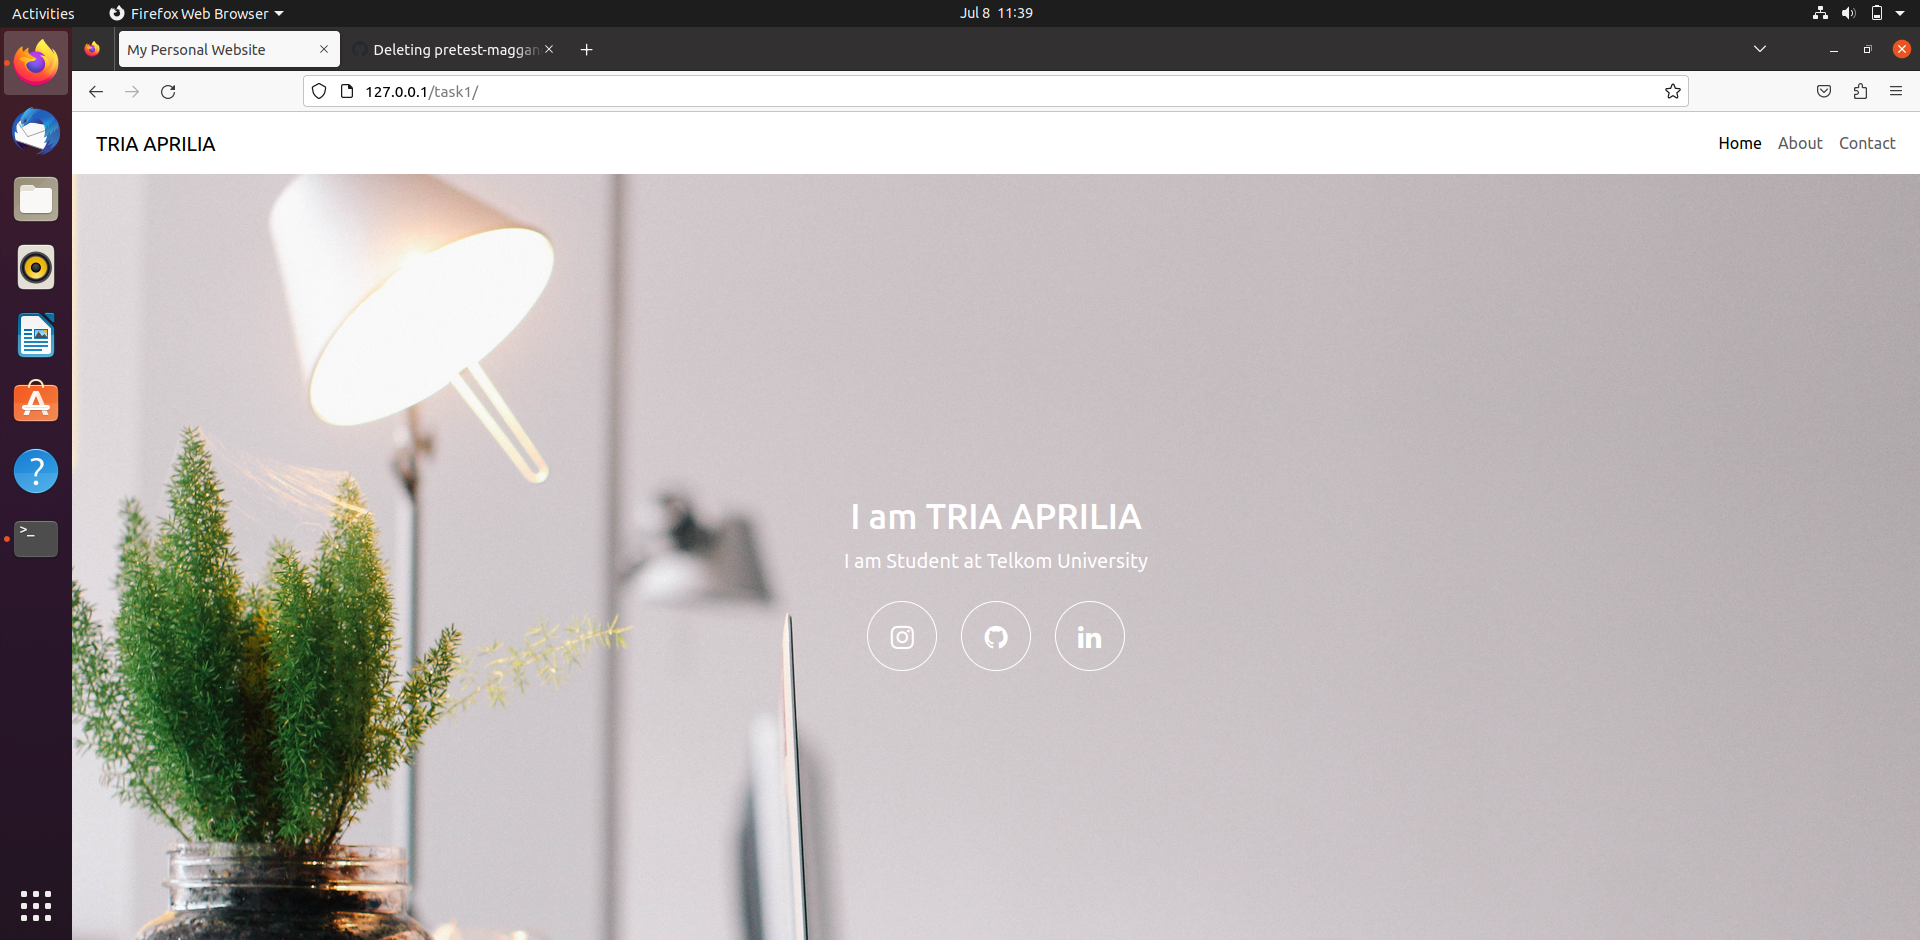 Activities
Firefox Web Browser
Jul 8 11:39
My Personal Website
Deleting pretest-maggan
127.0.0.1/task1/
TRIA APRILIA
Home
About
Contact
I am TRIA APRILIA
I am Student at Telkom University